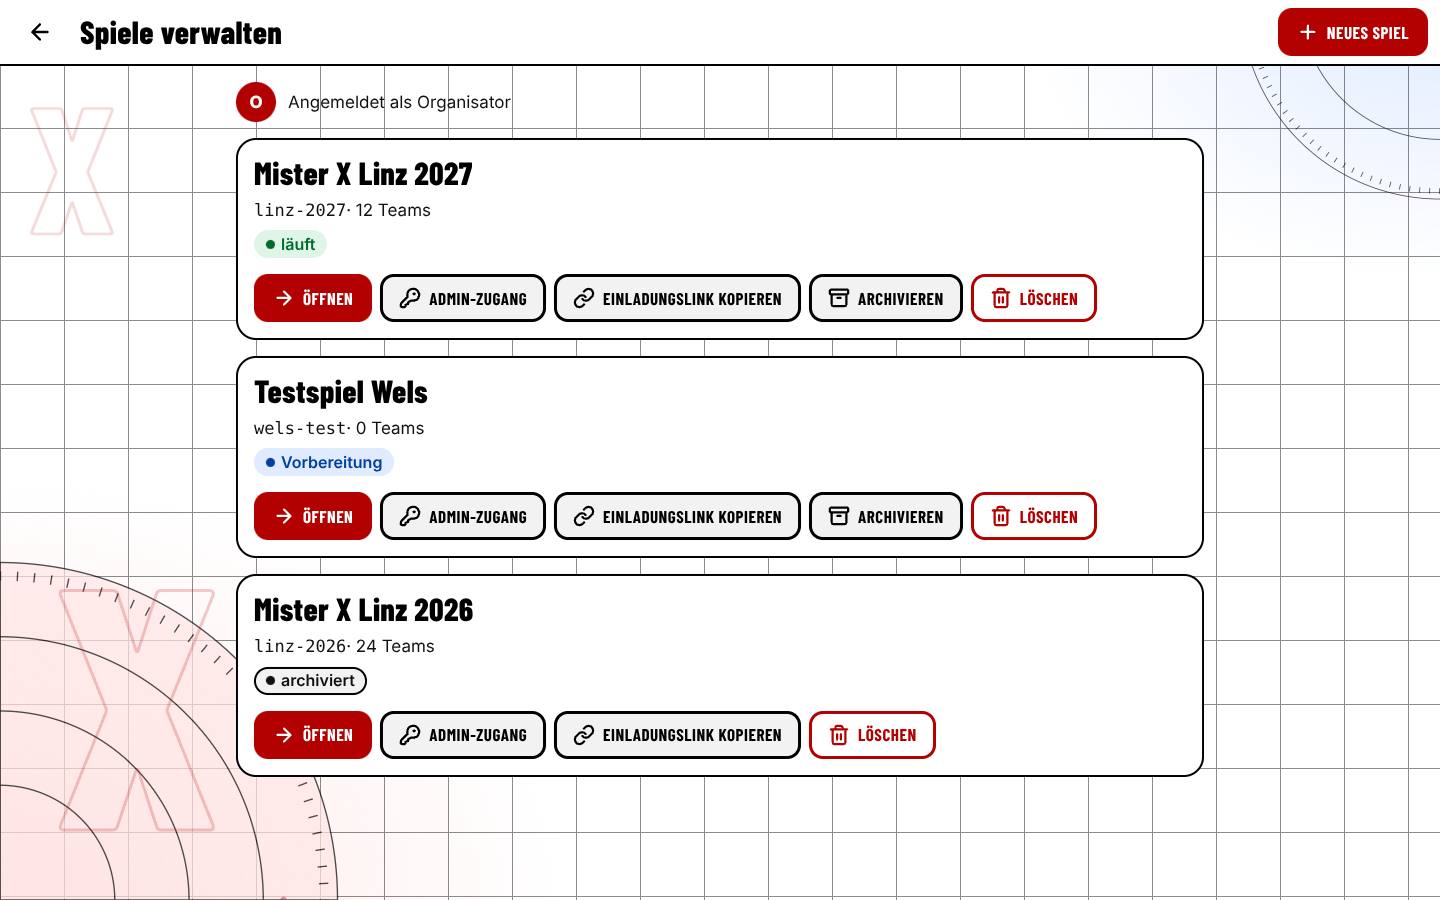 Spiele verwalten
NEUES SPIEL
O Angemeldet als Organisator
Mister X Linz 2027
linz-2027· 12 Teams
läuft
ÖFFNEN ADMIN-ZUGANG EINLADUNGSLINK KOPIEREN ARCHIVIEREN LÖSCHEN
Testspiel Wels
wels-test· 0 Teams
Vorbereitung
ÖFFNEN ADMIN-ZUGANG EINLADUNGSLINK KOPIEREN ARCHIVIEREN LÖSCHEN
Mister X Linz 2026
linz-2026· 24 Teams
archiviert
ÖFFNEN ADMIN-ZUGANG EINLADUNGSLINK KOPIEREN LÖSCHEN
X
X